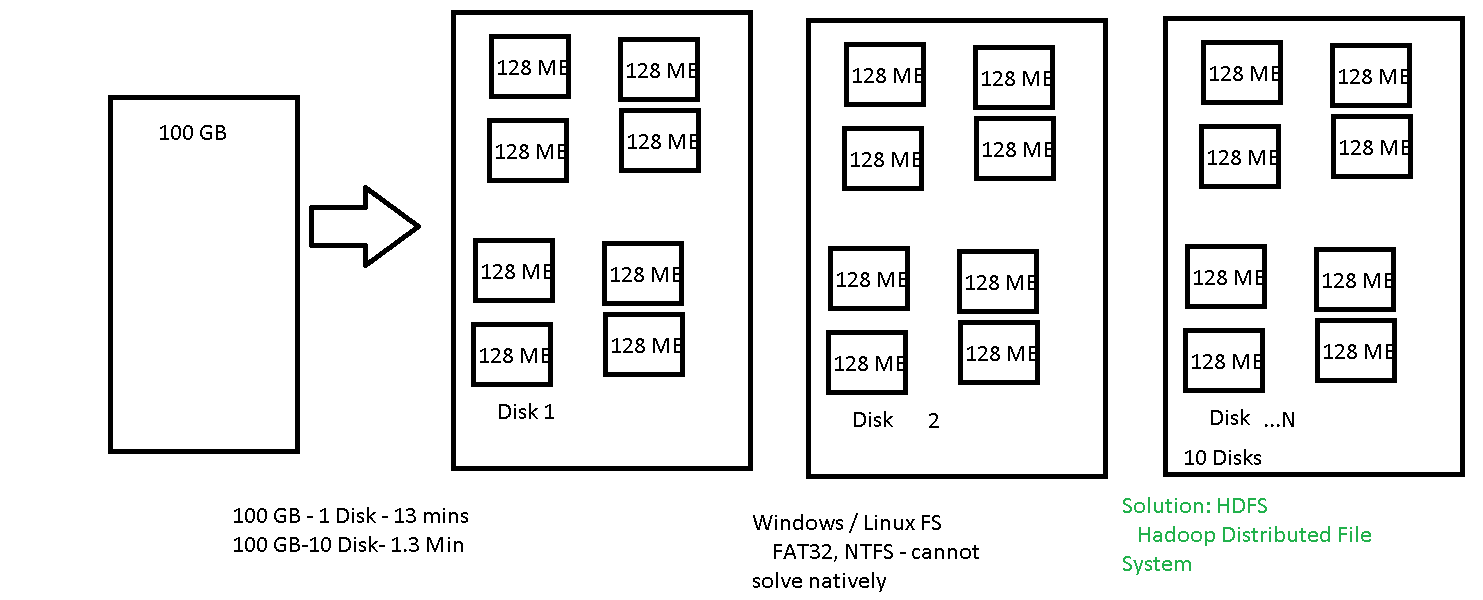 100 GB
128 MB
128 MB
128 MB
128 MB
128 MB
128 MB
128 MB
128 MB
Disk 1
128 MB
128 MB
128 MB
128 MB
128 MB
128 MB
128 MB
128 MB
Disk 2
128 MB
128 MB
128 MB
128 MB
128 MB
128 MB
128 MB
128 MB
Disk ...N
10 Disks
100 GB - 1 Disk - 13 mins
100 GB-10 Disk- 1.3 Min
Windows / Linux FS
FAT32, NTFS - cannot
solve natively
Solution: HDFS
Hadoop Distributed File
System